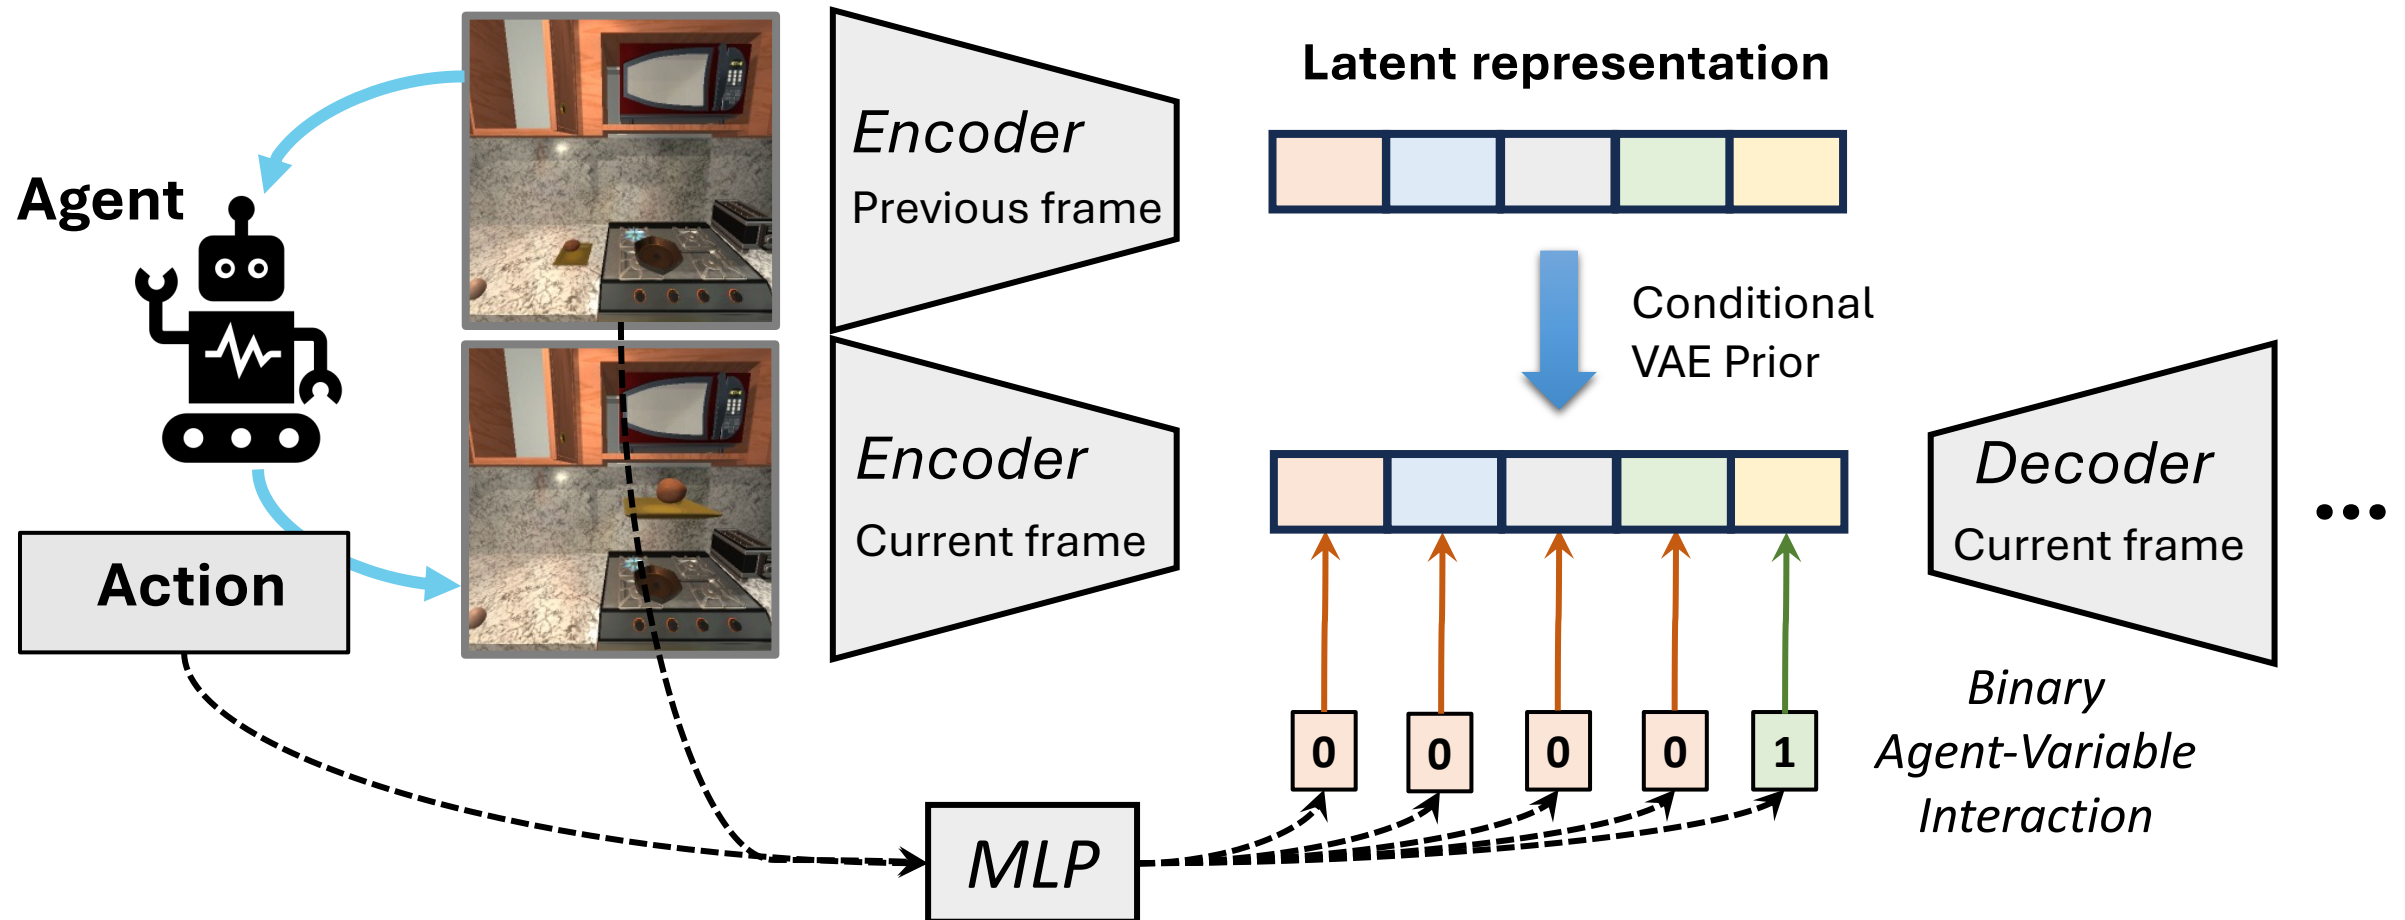 Agent
Action
Encoder
Previous frame
Encoder
Current frame
Latent representation
Conditional
VAE Prior
Decoder
Current frame
...
0 0 0 0 1
Binary
Agent-Variable
Interaction
MLP